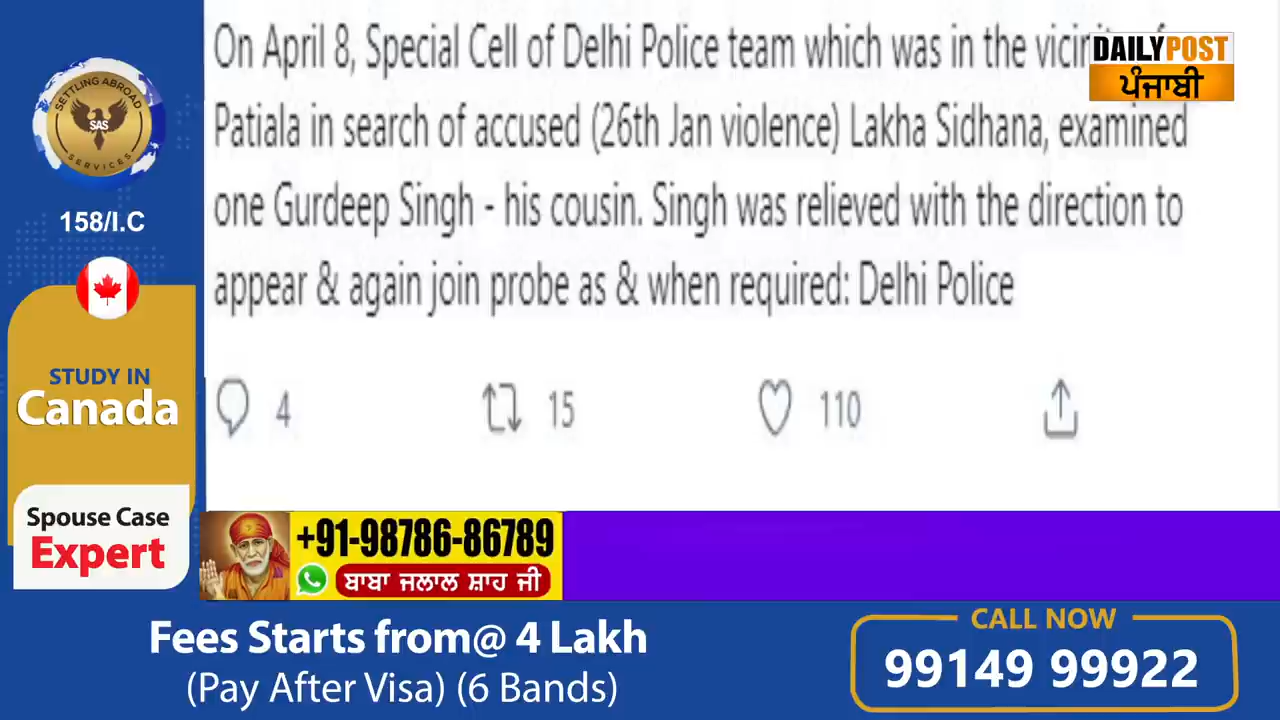 On April 8, Special Cell of Delhi Police team which was in the
Patiala in search of accused (26th Jan violence) Lakha Sidhana, examined
one Gurdeep Singh - his cousin. Singh was relieved with the direction to
appear & again join probe as & when required: Delhi Police
4
15
110
DAILYPOST
ਪੰਜਾਬੀ
SETTLING ABROAD
SAS
SERVICES
158/I.C
STUDY IN
Canada
Spouse Case
Expert
+91-98786-86789
ਬਾਬਾ ਜਲਾਲ ਸ਼ਾਹ ਜੀ
Fees Starts from@ 4 Lakh
(Pay After Visa) (6 Bands)
CALL NOW
99149 99922